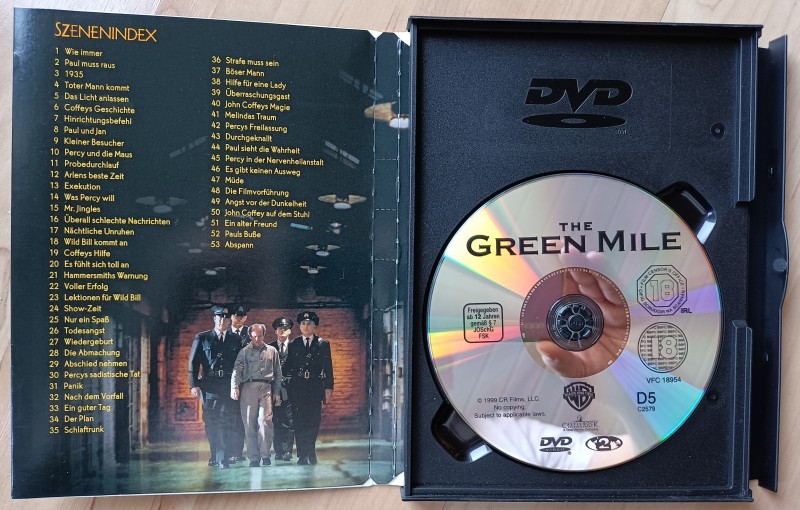 SZENENINDEX
1 Wie immer
2 Paul muss raus
3 1935
4 Toter Mann kommt
5 Das Licht anlassen
6 Coffeys Geschichte
7 Hinrichtungsbefehl
8 Paul und Jan
9 Kleiner Besucher
10 Percy und die Maus
11 Probedurchlauf
12 Arlens beste Zeit
13 Exekution
14 Was Percy will
15 Mr. Jingles
16 Überall schlechte Nachrichten
17 Nächtliche Unruhen
18 Wild Bill kommt an
19 Coffeys Hilfe
20 Es fühlt sich toll an
21 Hammersmiths Warnung
22 Voller Erfolg
23 Lektionen für Wild Bill
24 Show-Zeit
25 Nur ein Spaß
26 Todesangst
27 Wiedergeburt
28 Die Abmachung
29 Abschied nehmen
30 Percys sadistische Tat
31 Panik
32 Nach dem Vorfall
33 Ein guter Tag
34 Der Plan
35 Schlaftrunk
36 Strafe muss sein
37 Böser Mann
38 Hilfe für eine Lady
39 Überraschungsgast
40 John Coffeys Magie
41 Melindas Traum
42 Percys Freilassung
43 Durchgeknallt
44 Paul sieht die Wahrheit
45 Percy in der Nervenheilanstalt
46 Es gibt keinen Ausweg
47 Müde
48 Die Filmvorführung
49 Angst vor der Dunkelheit
50 John Coffey auf dem Stuhl
51 Ein alter Freund
52 Pauls Buße
53 Abspann
DVD
THE
GREEN MILE
Freigegeben
ab 12 Jahren
gemäß § 7
JÖSchG
FSK
18
IRL
18
VFC 18954
D5
C2579
© 1999 CR Films, LLC.
No copying.
Subject to applicable laws.
WB
DVD
2